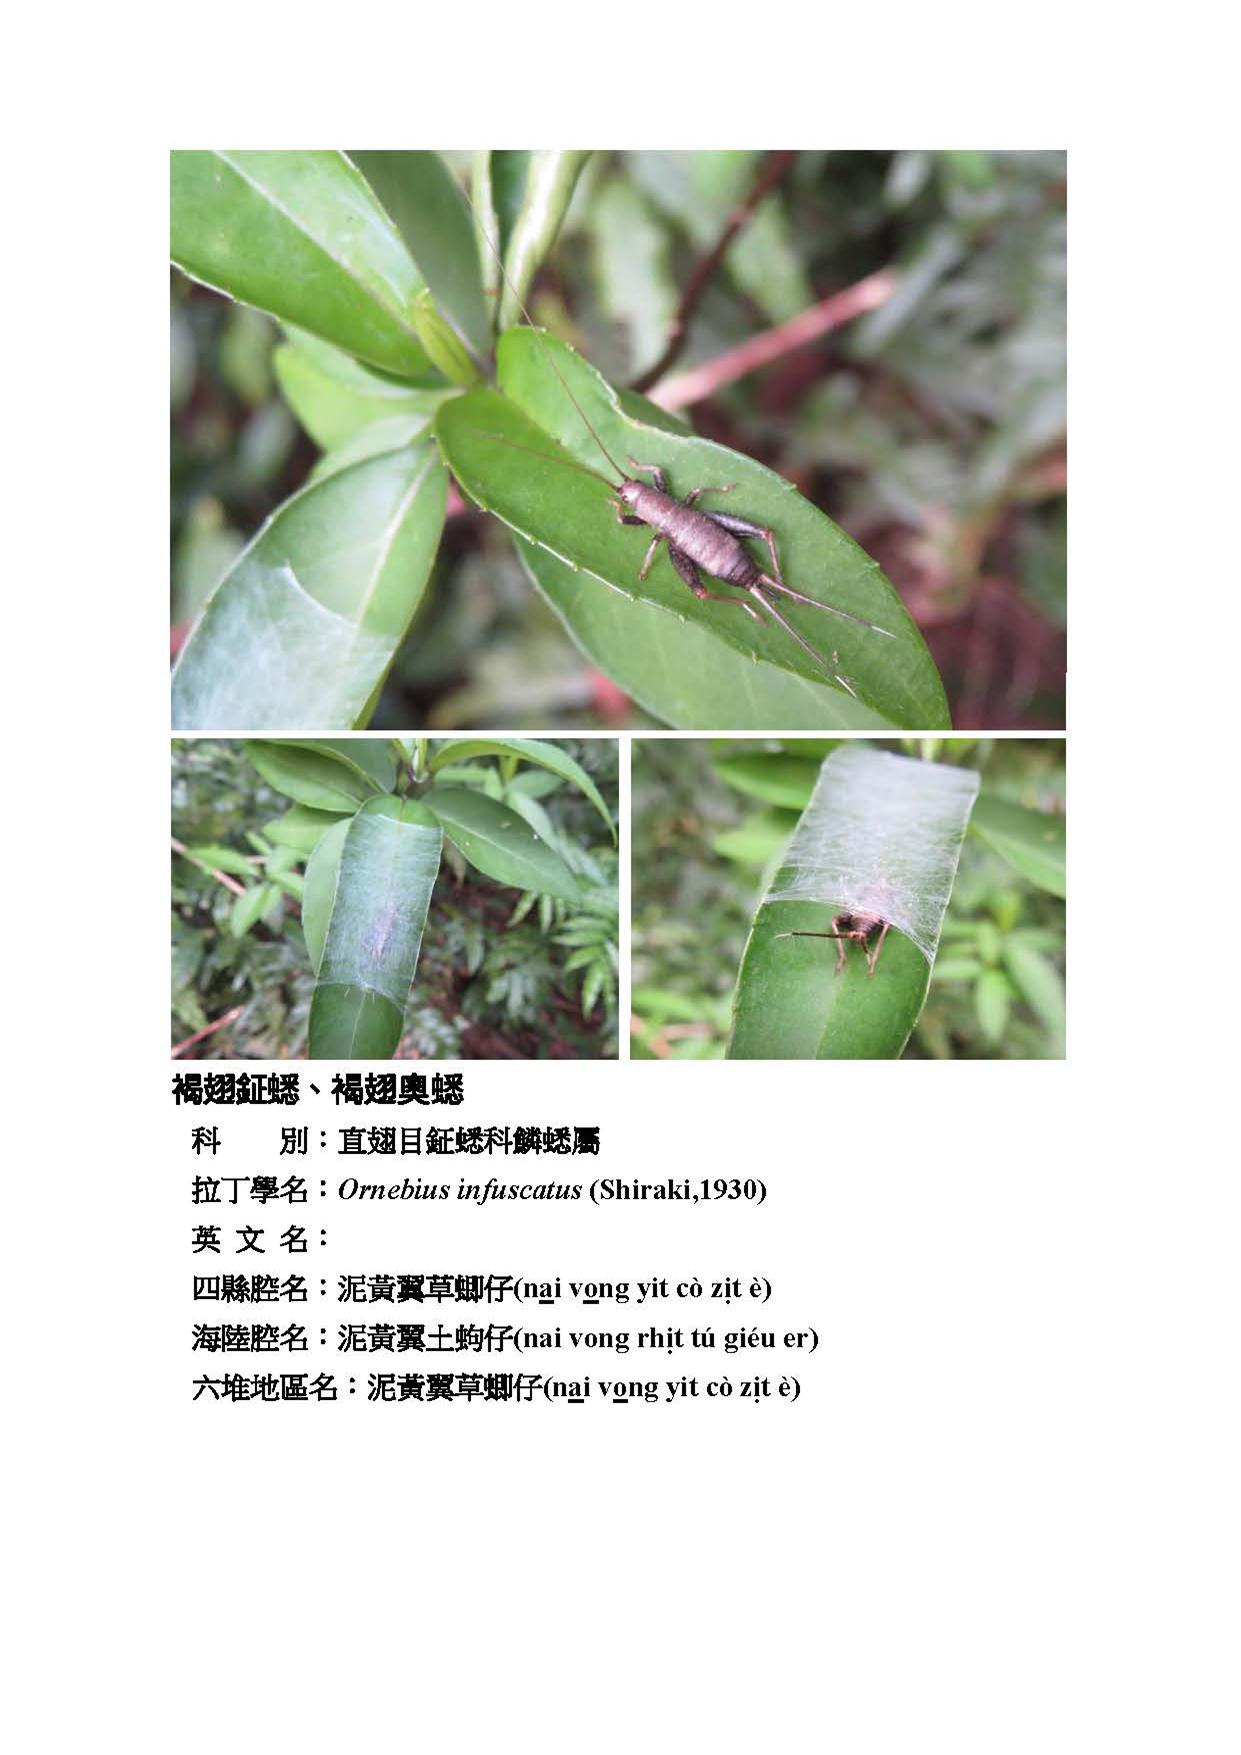 褐翅鉦蟋、褐翅奧蟋
科　　別：直翅目鉦蟋科鱗蟋屬
拉丁學名：Ornebius infuscatus (Shiraki,1930)
英 文 名：
四縣腔名：泥黃翼草蝍仔(nai vong yit cò zịt è)
海陸腔名：泥黃翼土蚼仔(nai vong rhịt tú giéu er)
六堆地區名：泥黃翼草蝍仔(nai vong yit cò zịt è)